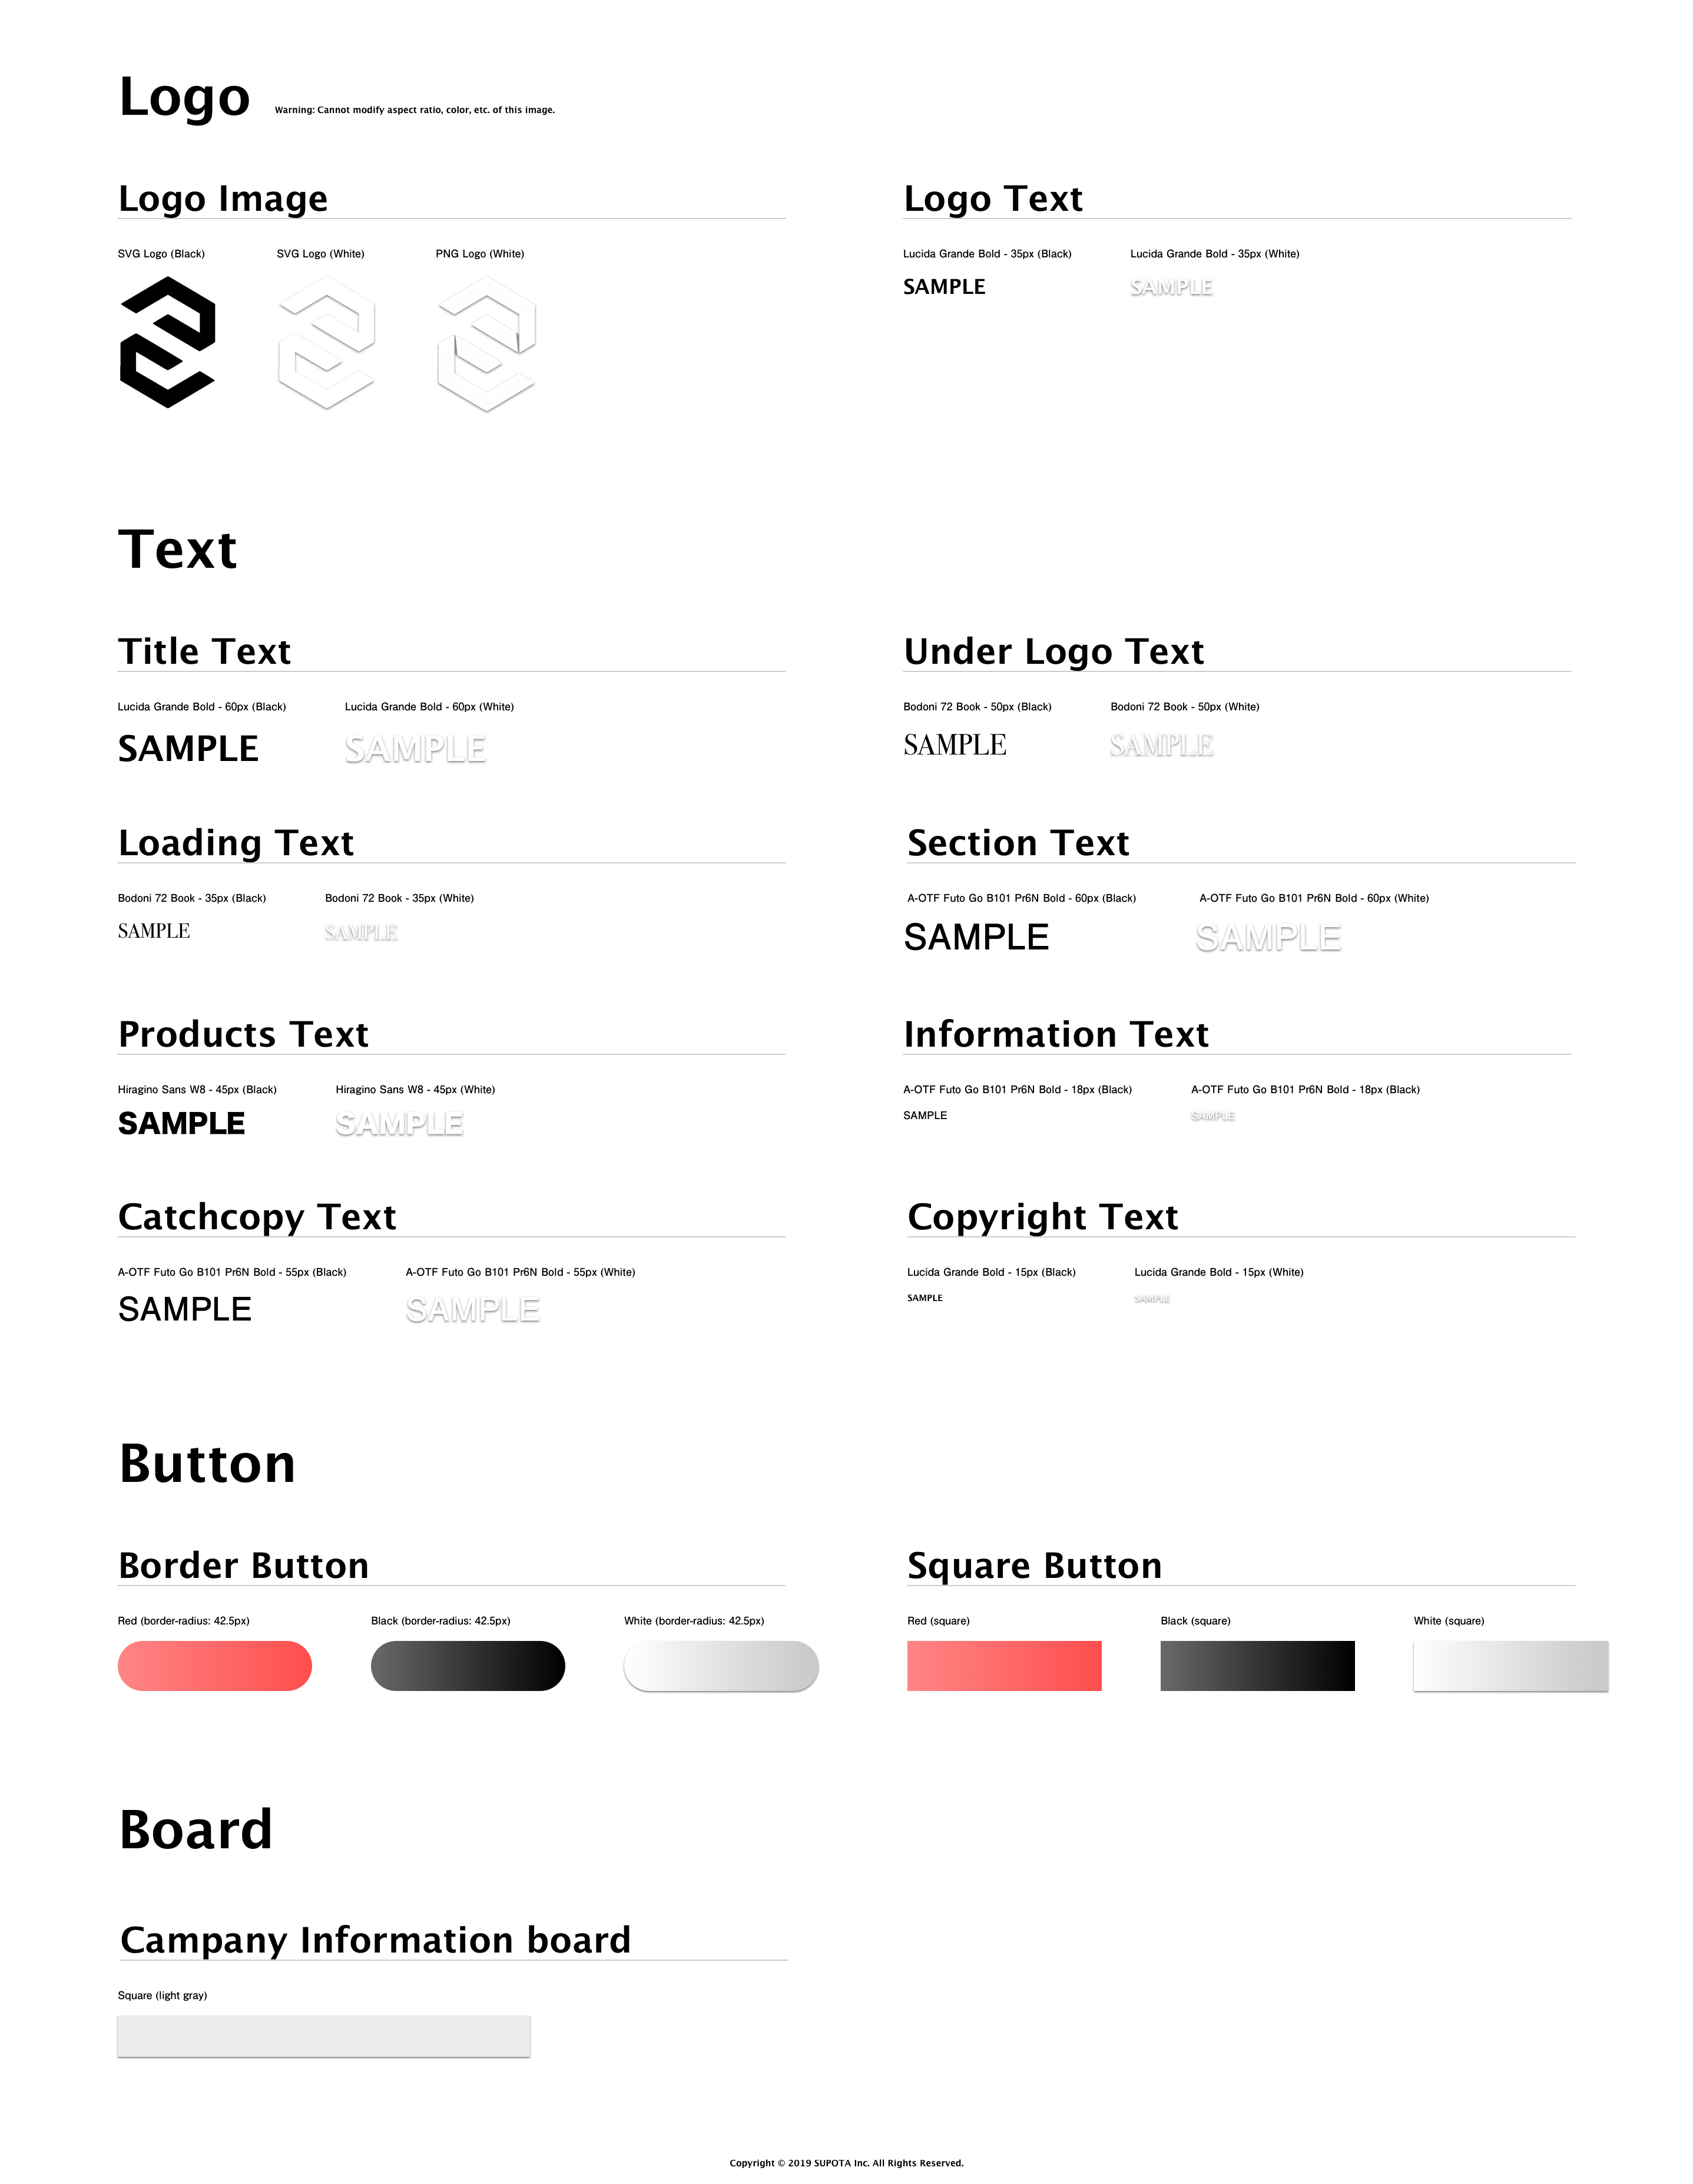 Logo
Warning: Cannot modify aspect ratio, color, etc. of this image.
Logo Image
SVG Logo (Black)
SVG Logo (White)
PNG Logo (White)
Logo Text
Lucida Grande Bold - 35px (Black)
Lucida Grande Bold - 35px (White)
SAMPLE
SAMPLE
Text
Title Text
Lucida Grande Bold - 60px (Black)
Lucida Grande Bold - 60px (White)
SAMPLE
SAMPLE
Under Logo Text
Bodoni 72 Book - 50px (Black)
Bodoni 72 Book - 50px (White)
SAMPLE
SAMPLE
Loading Text
Bodoni 72 Book - 35px (Black)
Bodoni 72 Book - 35px (White)
SAMPLE
SAMPLE
Section Text
A-OTF Futo Go B101 Pr6N Bold - 60px (Black)
A-OTF Futo Go B101 Pr6N Bold - 60px (White)
SAMPLE
SAMPLE
Products Text
Hiragino Sans W8 - 45px (Black)
Hiragino Sans W8 - 45px (White)
SAMPLE
SAMPLE
Information Text
A-OTF Futo Go B101 Pr6N Bold - 18px (Black)
A-OTF Futo Go B101 Pr6N Bold - 18px (Black)
SAMPLE
SAMPLE
Catchcopy Text
A-OTF Futo Go B101 Pr6N Bold - 55px (Black)
A-OTF Futo Go B101 Pr6N Bold - 55px (White)
SAMPLE
SAMPLE
Copyright Text
Lucida Grande Bold - 15px (Black)
Lucida Grande Bold - 15px (White)
SAMPLE
SAMPLE
Button
Border Button
Red (border-radius: 42.5px)
Black (border-radius: 42.5px)
White (border-radius: 42.5px)
Square Button
Red (square)
Black (square)
White (square)
Board
Campany Information board
Square (light gray)
Copyright © 2019 SUPOTA Inc. All Rights Reserved.